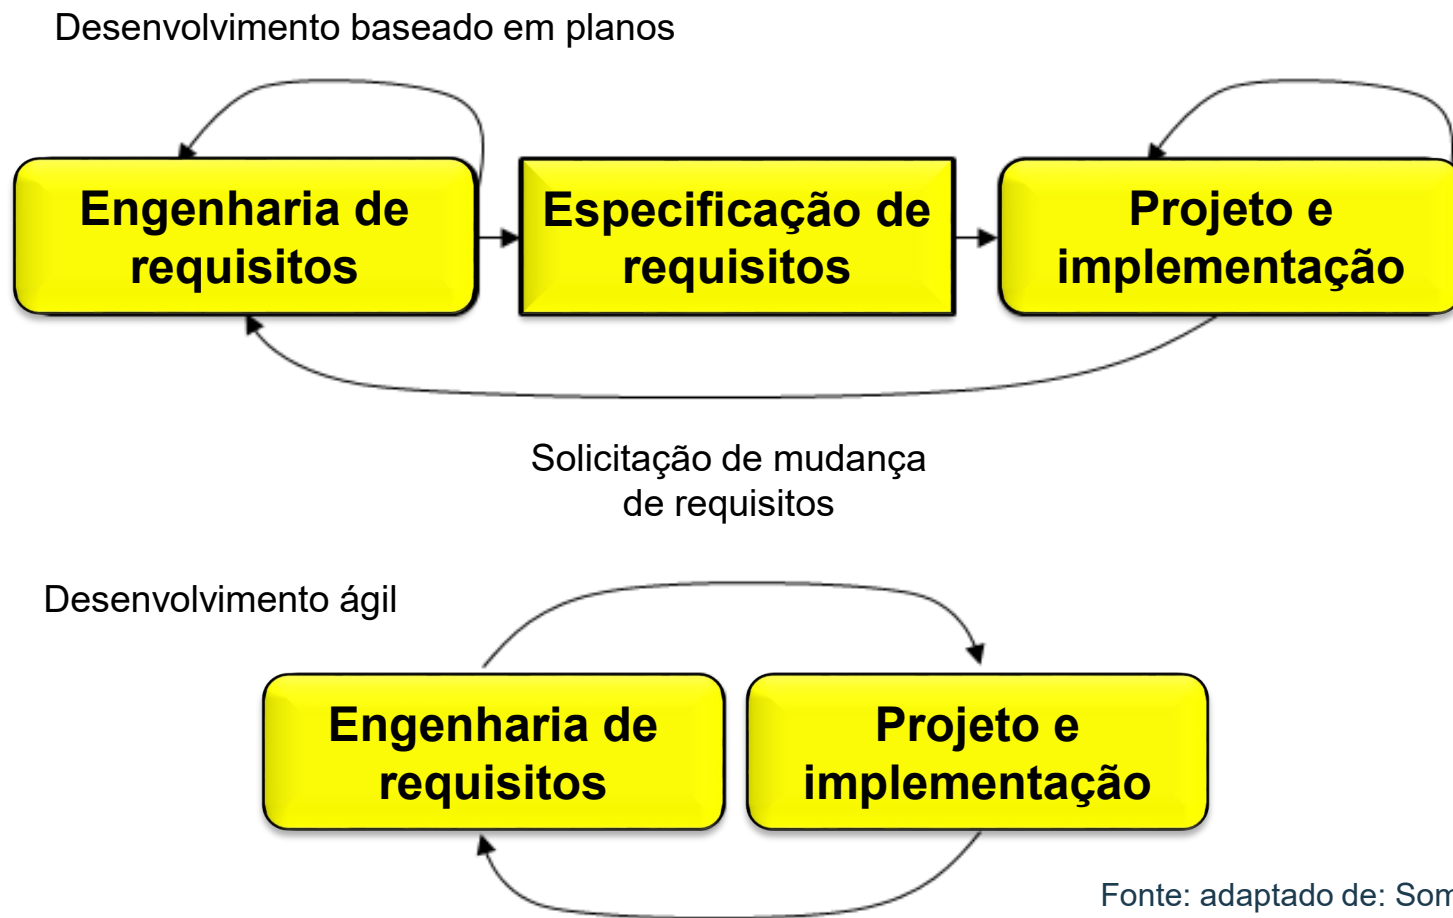 Desenvolvimento baseado em planos
Engenharia de
requisitos
Especificação de
requisitos
Projeto e
implementação
Solicitação de mudança
de requisitos
Desenvolvimento ágil
Engenharia de
requisitos
Projeto e
implementação
Fonte: adaptado de: Som